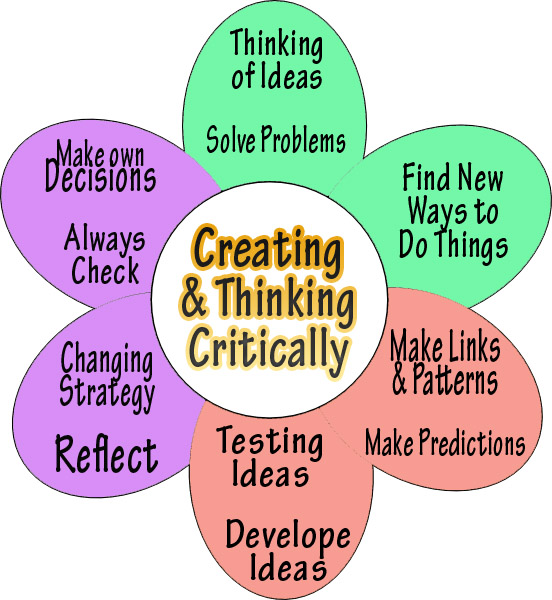 Thinking
of Ideas
Solve Problems
Find New
Ways to
Do Things
Make Links
& Patterns
Make Predictions
Testing
Ideas
Develope
Ideas
Changing
Strategy
Reflect
Make own
Decisions
Always
Check
Creating
& Thinking
Critically